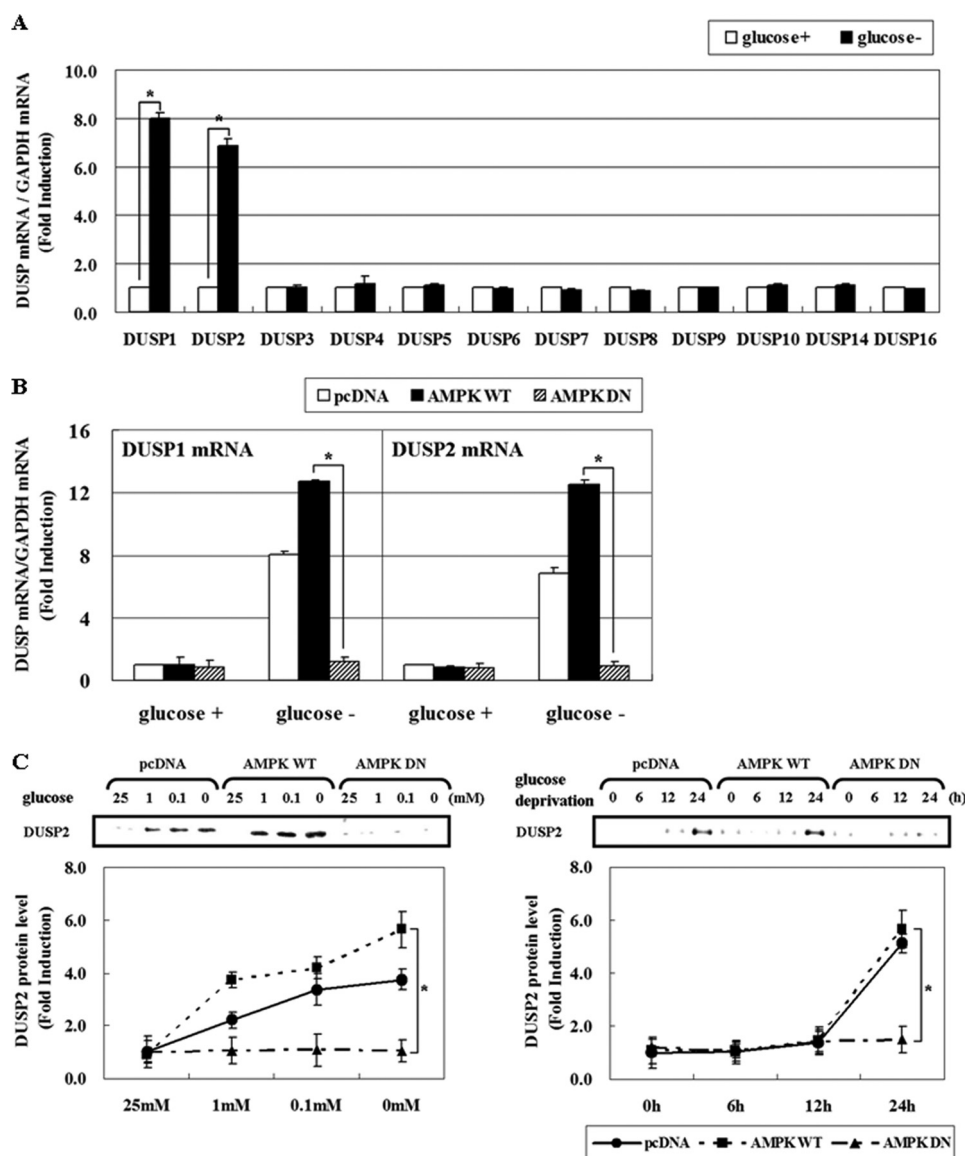 A
glucose+ glucose-
DUSP mRNA / GAPDH mRNA
(Fold Induction)
10.0
8.0
6.0
4.0
2.0
0.0
* *
DUSP1 DUSP2 DUSP3 DUSP4 DUSP5 DUSP6 DUSP7 DUSP8 DUSP9 DUSP10 DUSP14 DUSP16
B
pcDNA AMPK WT AMPK DN
DUSP mRNA/GAPDH mRNA
(Fold Induction)
16
12
8
4
0
DUSP1 mRNA DUSP2 mRNA
* *
glucose + glucose - glucose + glucose -
C
pcDNA AMPK WT AMPK DN
glucose 25 1 0.1 0 25 1 0.1 0 25 1 0.1 0 (mM)
DUSP2
DUSP2 protein level
(Fold Induction)
8.0
6.0
4.0
2.0
0.0
*
25mM 1mM 0.1mM 0mM
pcDNA AMPK WT AMPK DN
glucose
deprivation 0 6 12 24 0 6 12 24 0 6 12 24 (h)
DUSP2
DUSP2 protein level
(Fold Induction)
8.0
6.0
4.0
2.0
0.0
*
0h 6h 12h 24h
pcDNA AMPK WT AMPK DN